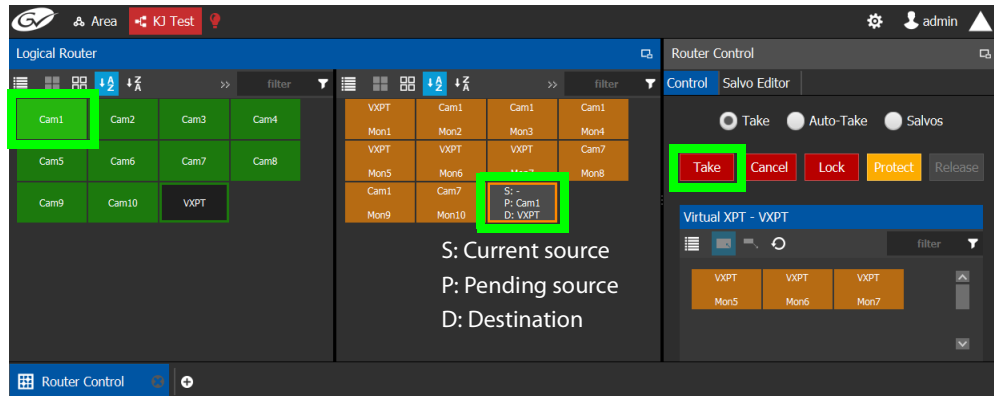 GV Area KJ Test admin
Logical Router
Router Control
filter
filter
Control Salvo Editor
Take Auto-Take Salvos
Take Cancel Lock Protect Release
Cam1 Cam2 Cam3 Cam4
Cam5 Cam6 Cam7 Cam8
Cam9 Cam10 VXPT
VXPT Cam1 Cam1 Cam1
Mon1 Mon2 Mon3 Mon4
VXPT VXPT VXPT Cam7
Mon5 Mon6 Mon7 Mon8
Cam1 Cam7 S: -
P: Cam1
Mon9 Mon10 D: VXPT
S: Current source
P: Pending source
D: Destination
Virtual XPT - VXPT
filter
VXPT VXPT VXPT
Mon5 Mon6 Mon7
Router Control